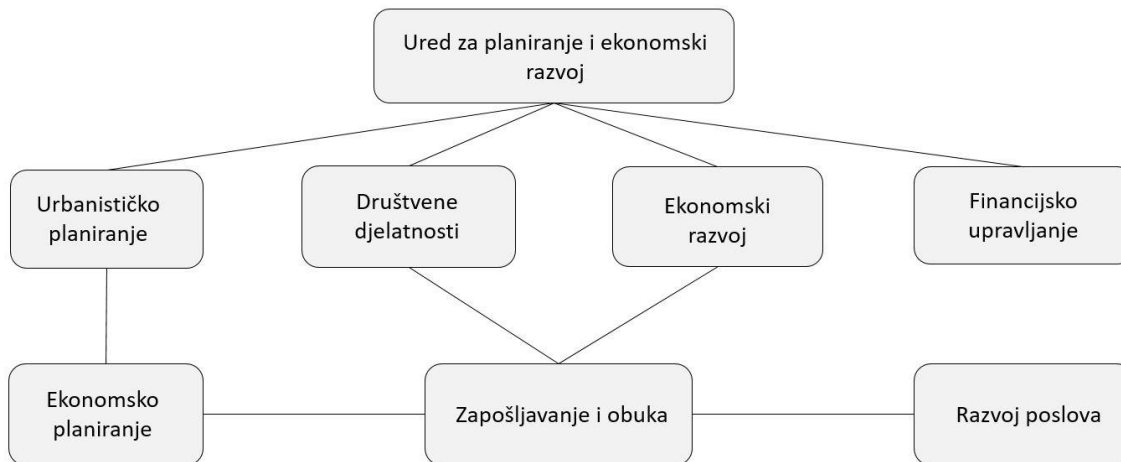 Ured za planiranje i ekonomski
razvoj
Urbanističko
planiranje
Društvene
djelatnosti
Ekonomski
razvoj
Financijsko
upravljanje
Ekonomsko
planiranje
Zapošljavanje i obuka
Razvoj poslova